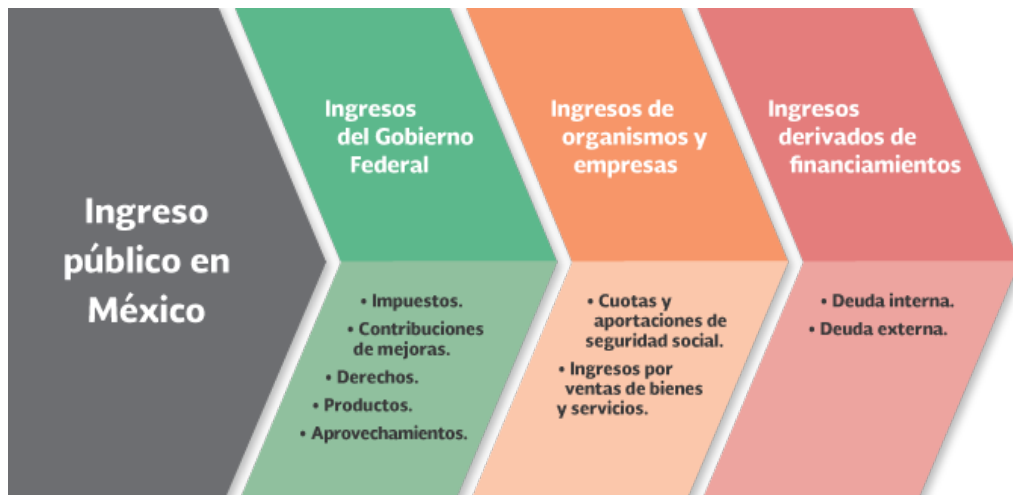 Ingreso
público en
México
Ingresos
del Gobierno
Federal
• Impuestos.
• Contribuciones
de mejoras.
• Derechos.
• Productos.
• Aprovechamientos.
Ingresos de
organismos y
empresas
• Cuotas y
aportaciones de
seguridad social.
• Ingresos por
ventas de bienes
y servicios.
Ingresos
derivados de
financiamientos
• Deuda interna.
• Deuda externa.